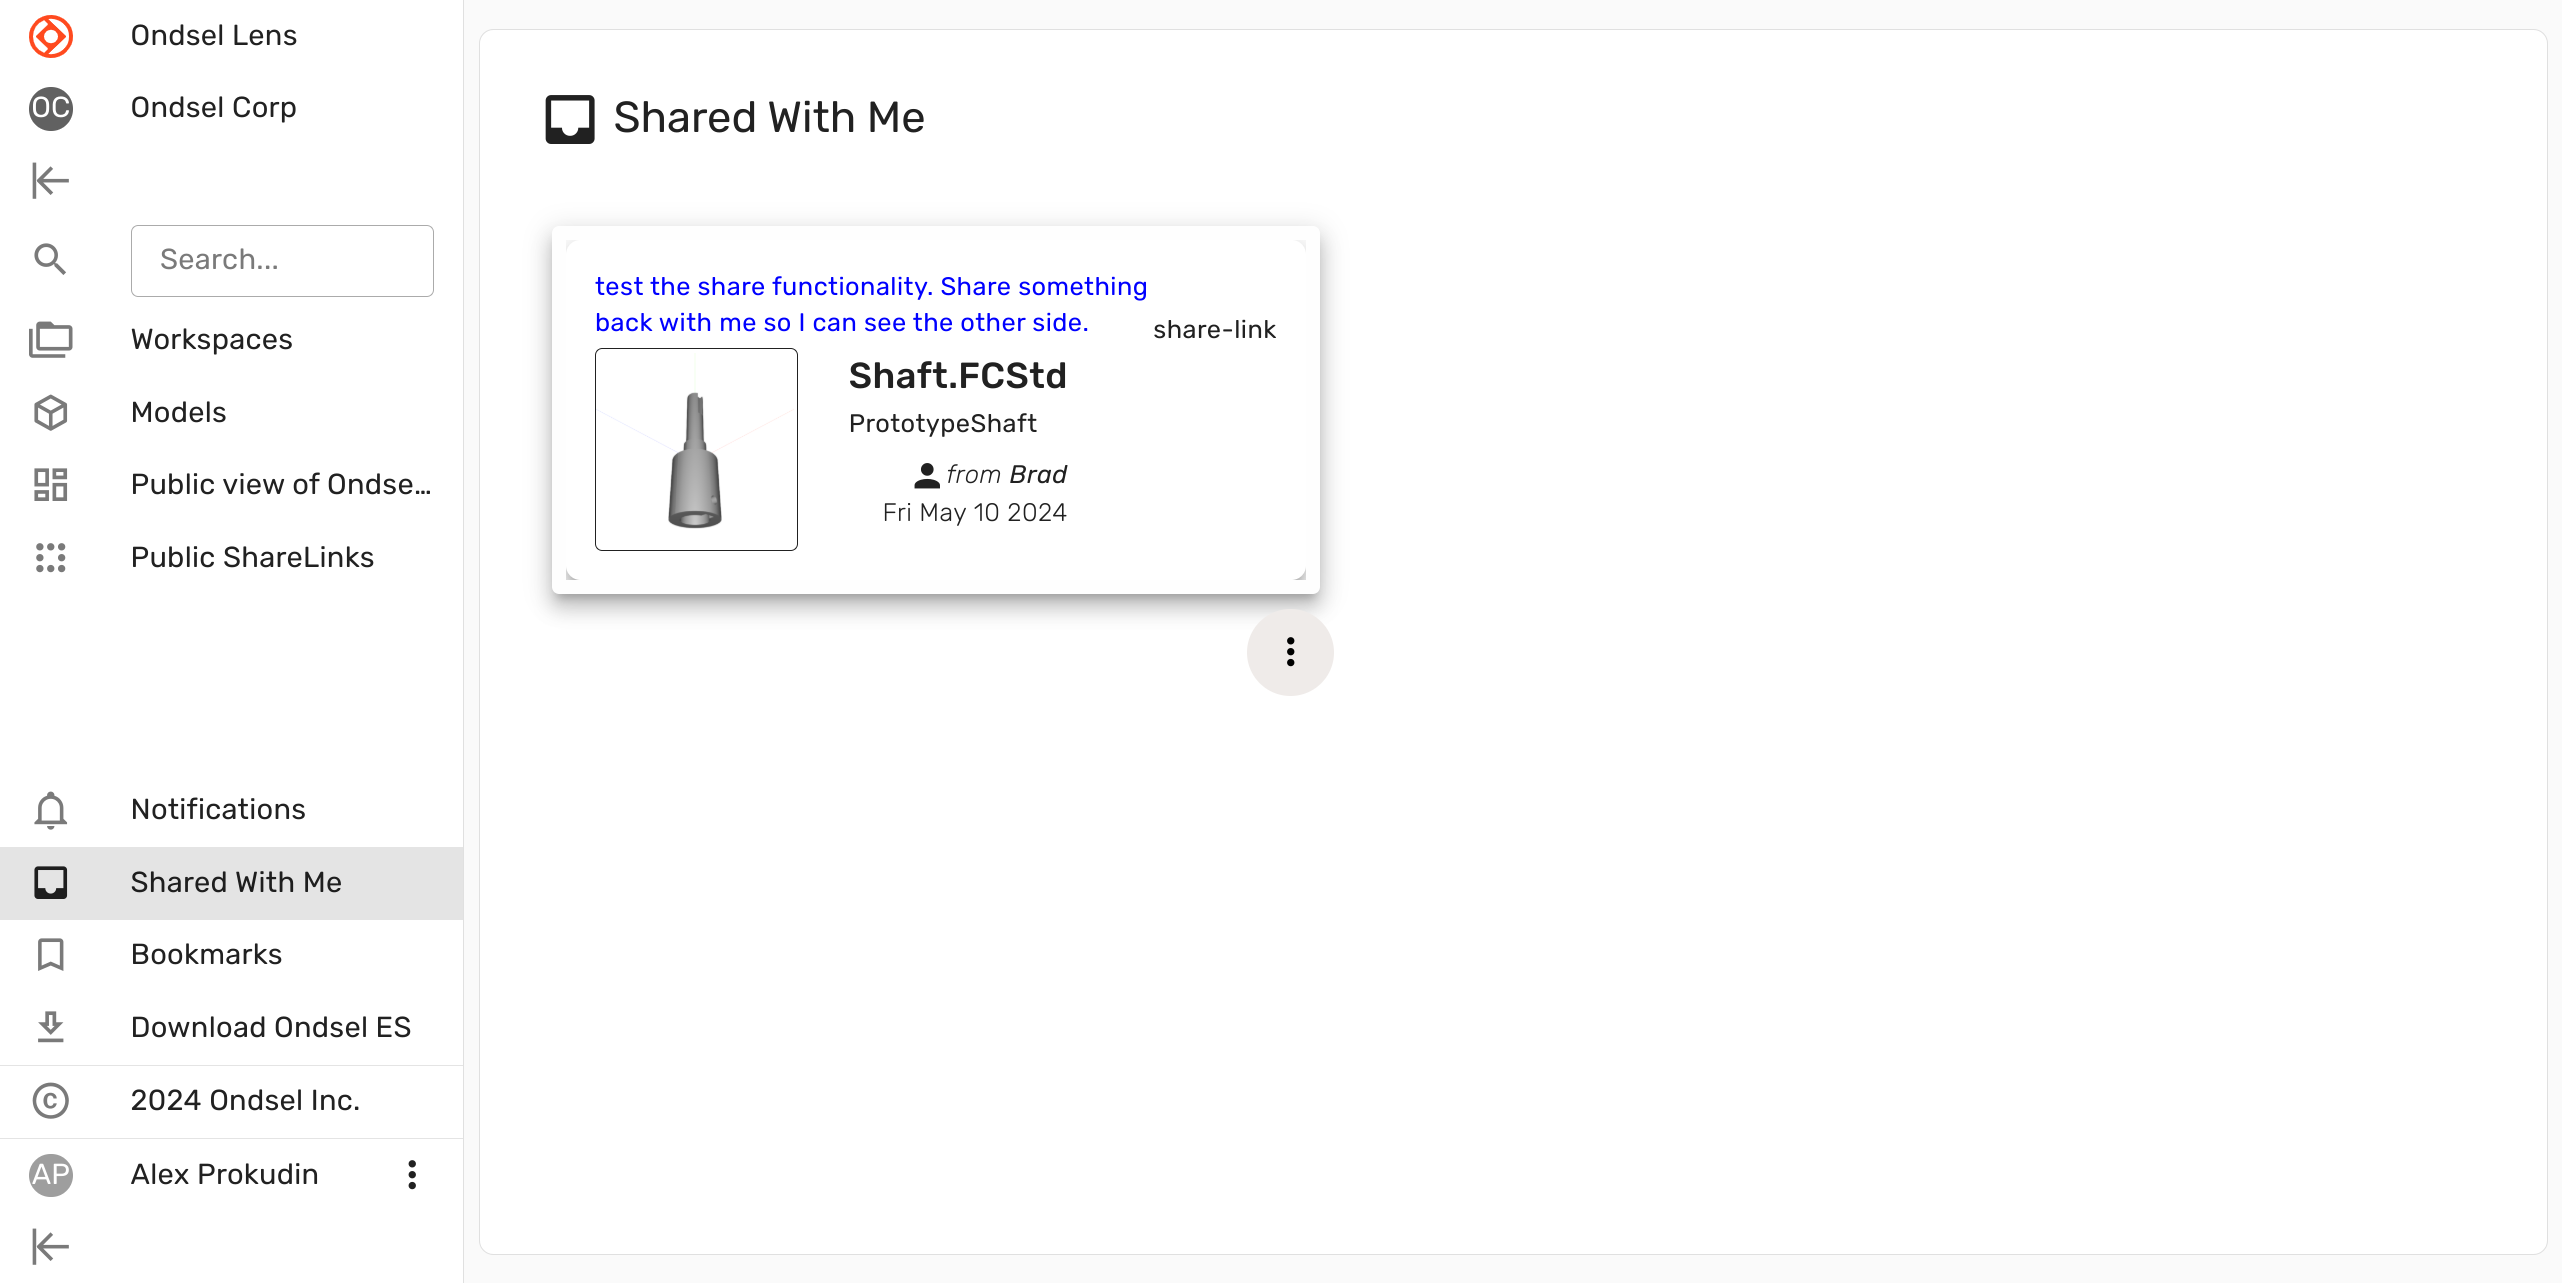 Ondsel Lens
OC
Ondsel Corp
Search...
Workspaces
Models
Public view of Ondse...
Public ShareLinks
Notifications
Shared With Me
Bookmarks
Download Ondsel ES
C
2024 Ondsel Inc.
AP
Alex Prokudin
Shared With Me
test the share functionality. Share something
back with me so I can see the other side.
share-link
Shaft.FCStd
PrototypeShaft
from Brad
Fri May 10 2024